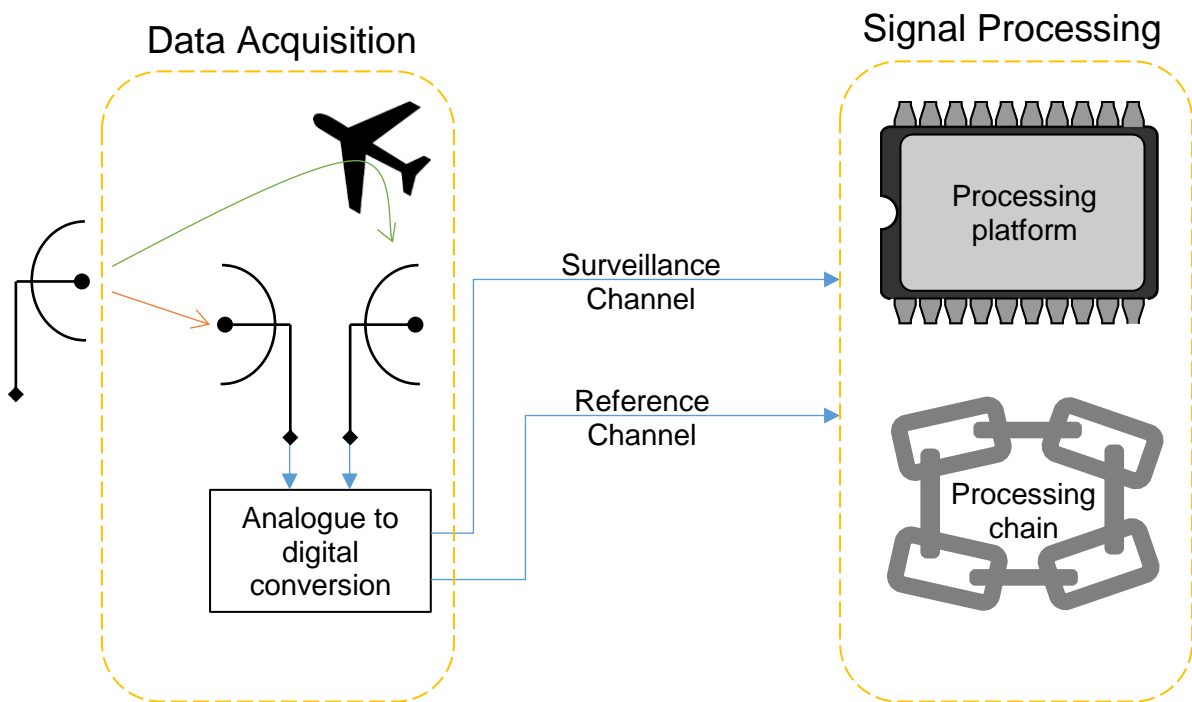 Data Acquisition
Signal Processing
Processing
platform
Surveillance
Channel
Reference
Channel
Analogue to
digital
conversion
Processing
chain